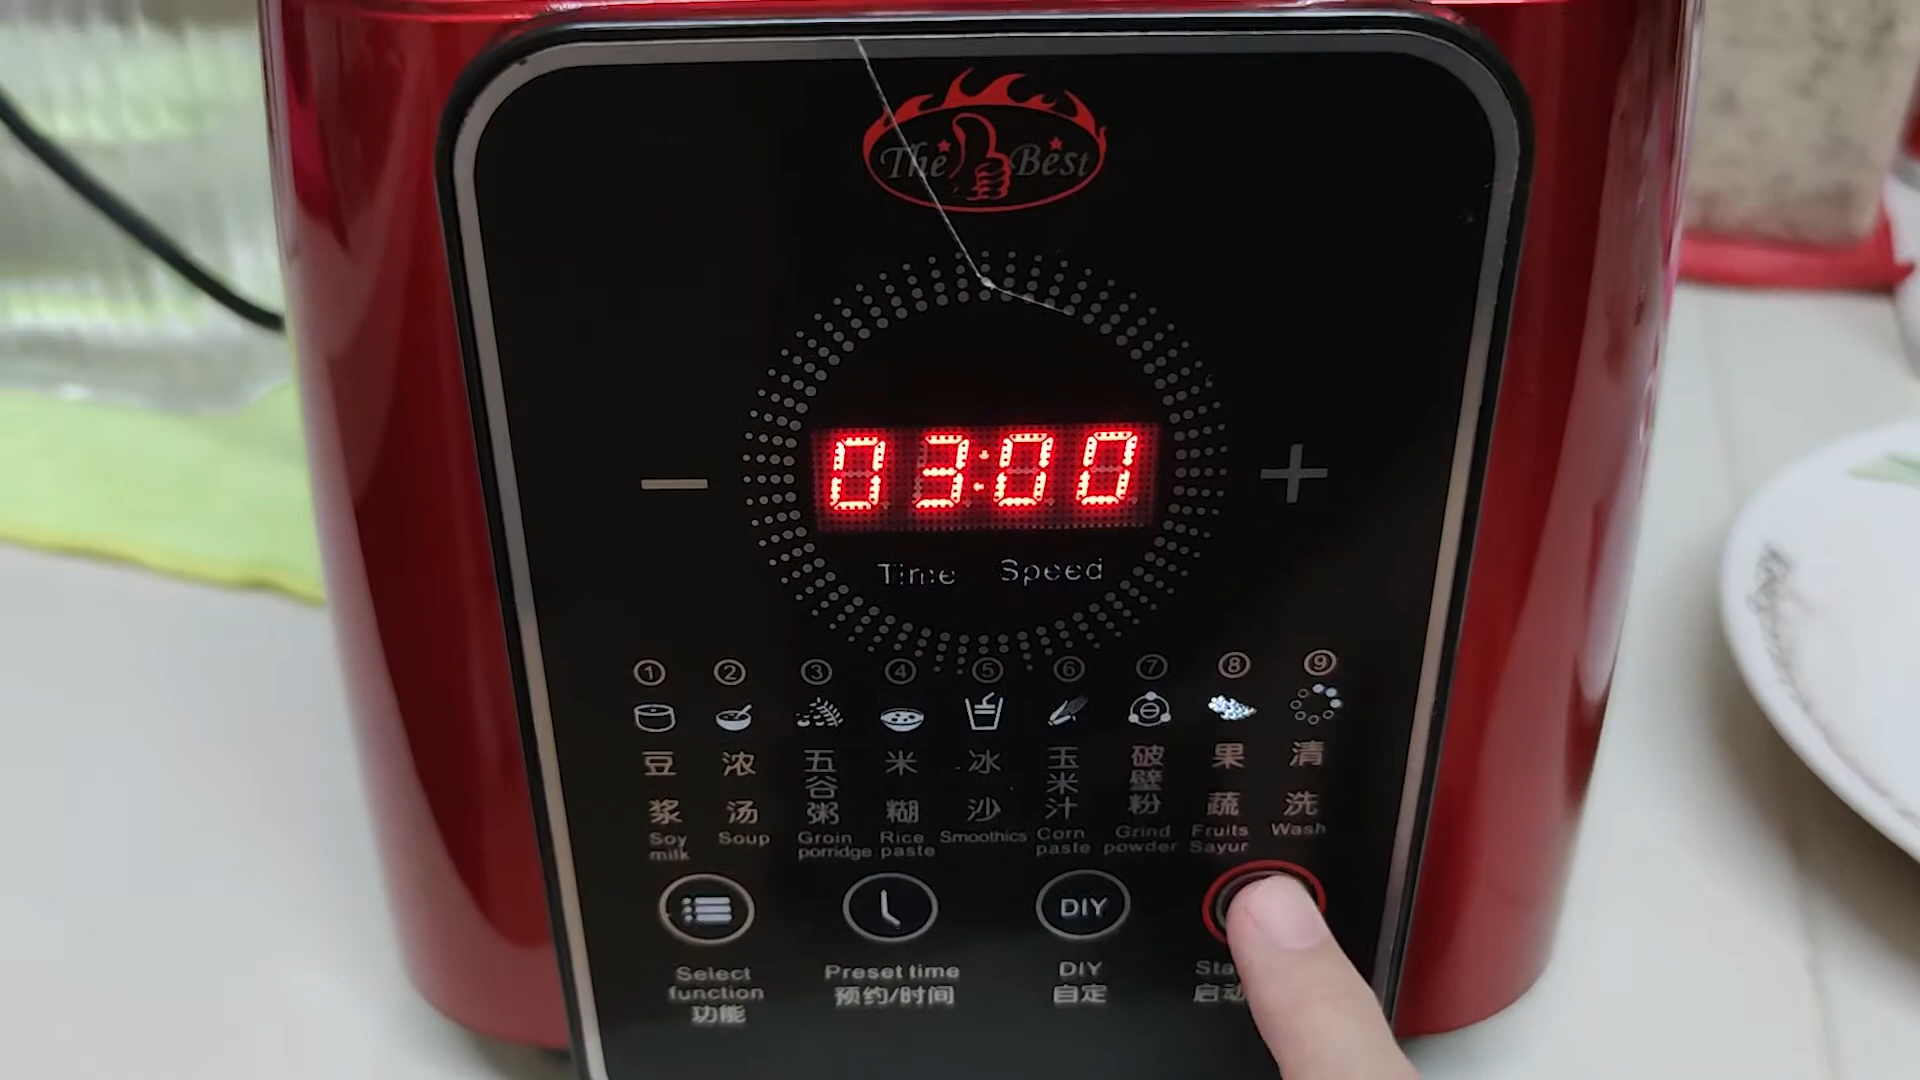 The Best
03:00
Time Speed
① ② ③ ④ ⑤ ⑥ ⑦ ⑧ ⑨
豆浆 浓汤 五谷粥 米糊 冰沙 玉米汁 破壁粉 果蔬 清洗
Soy milk Soup Groin porridge Rice paste Smoothics Corn paste Grind powder Fruits Sayur Wash
DIY
Select function
功能
Preset time
预约/时间
DIY
自定
启动